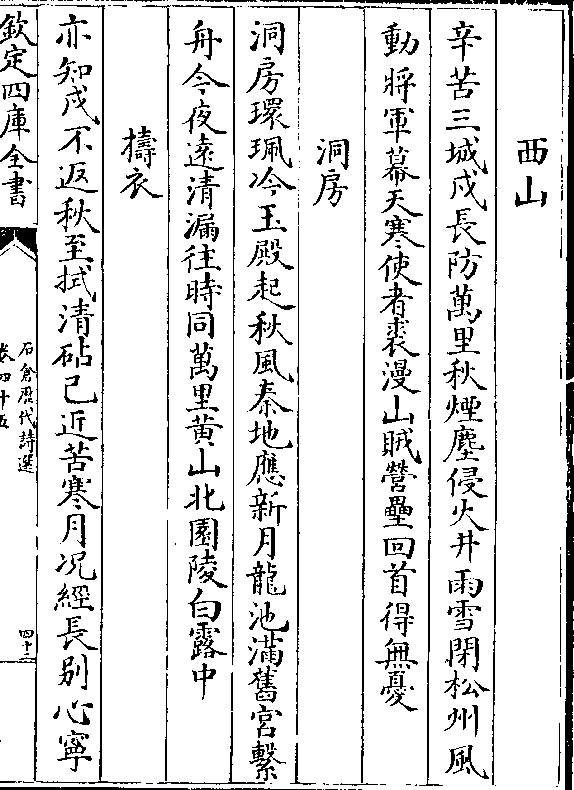 西山
辛苦三城戍長防萬里秋煙塵侵火井雨雪閉松州風
動將軍幕天寒使者裘漫山賊營壘回首得無憂
洞房
洞房環珮冷玉殿起秋風秦地應新月龍池滿舊宮繫
舟今夜遠清漏往時同萬里黄山北園陵白露中
擣衣
亦知戍不返秋至拭清砧已近苦寒月况經長别心寧
欽定四庫全書
石倉歷代詩選
卷四十五
四十三